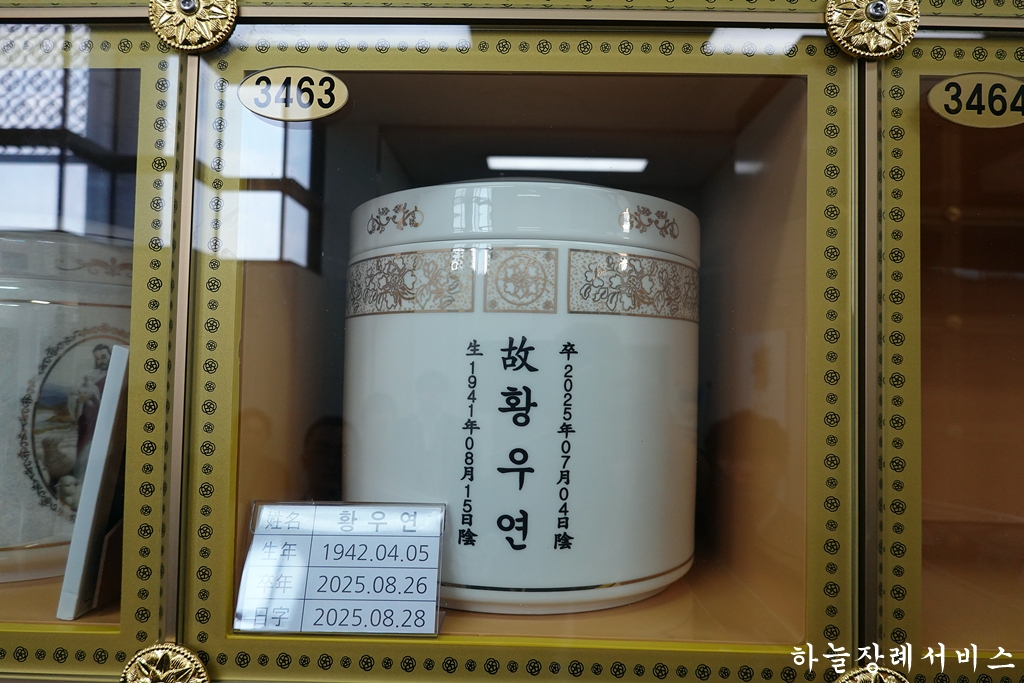 3463
3464
生 1941年08月15日陰
故황우연
卒 2025年07月04日陰
姓名 황우연
生年 1942.04.05
卒年 2025.08.26
日字 2025.08.28
하늘장례서비스